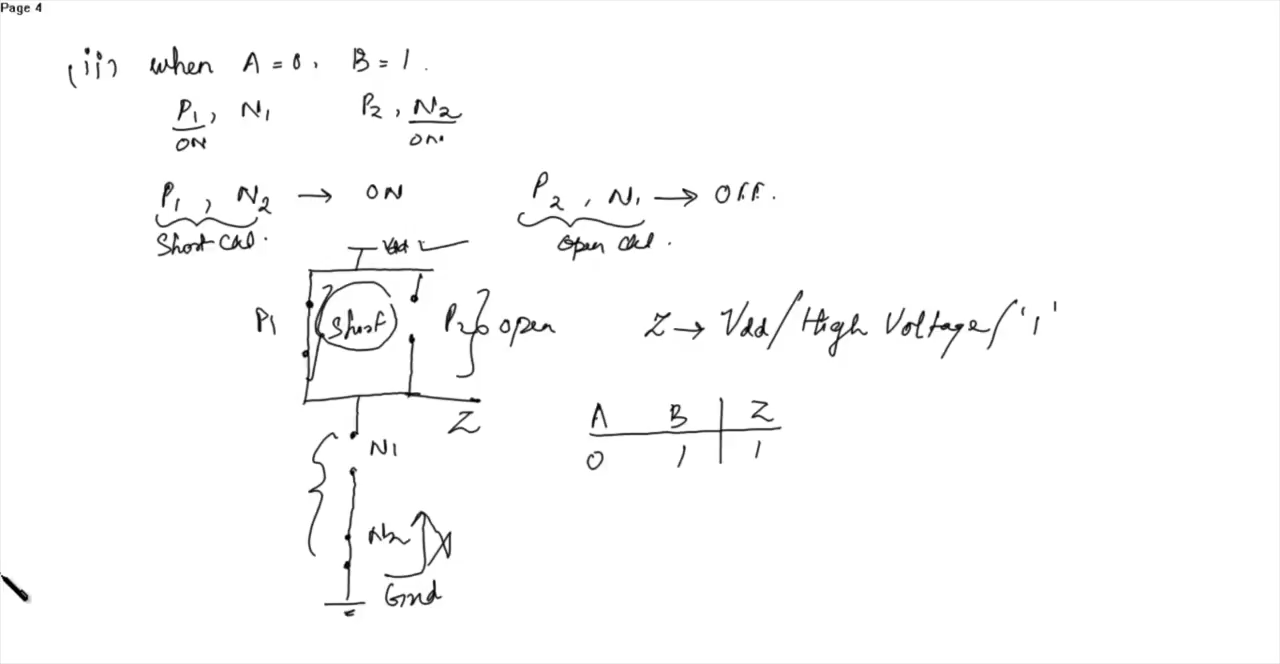 Page 4
(ii) when A = 0, B = 1.
P1, N1 P2, N2
ON ON
P1, N2 → ON P2, N1 → OFF.
Short Ckt. Open Ckt.
Vdd
P1 Short P2 open Z → Vdd/High Voltage/'1'
A B Z
Z
N1 0 1 1
N2
Gnd